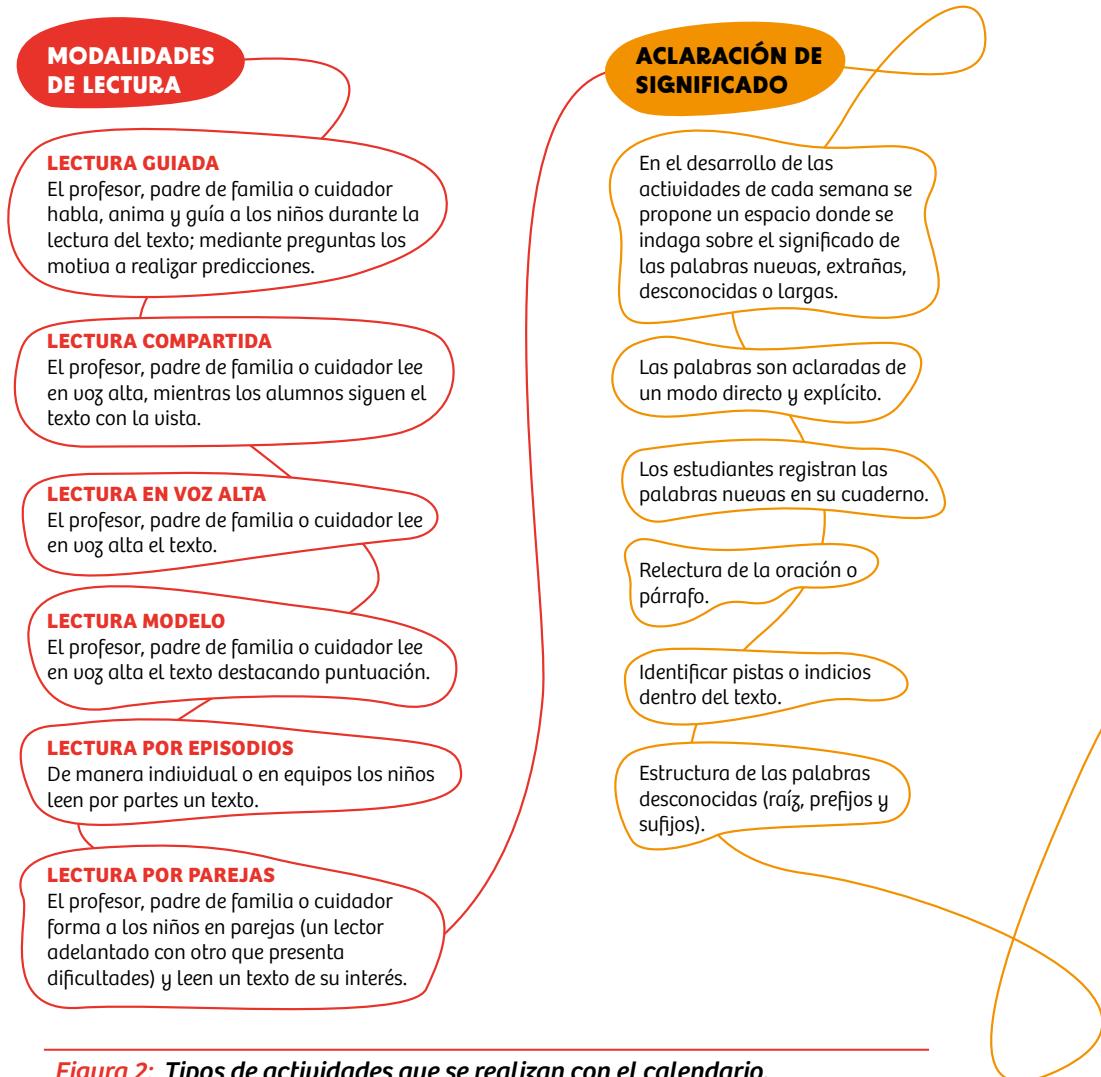 MODALIDADES
DE LECTURA
LECTURA GUIADA
El profesor, padre de familia o cuidador
habla, anima y guía a los niños durante la
lectura del texto; mediante preguntas los
motiva a realizar predicciones.
LECTURA COMPARTIDA
El profesor, padre de familia o cuidador lee
en voz alta, mientras los alumnos siguen el
texto con la vista.
LECTURA EN VOZ ALTA
El profesor, padre de familia o cuidador lee
en voz alta el texto.
LECTURA MODELO
El profesor, padre de familia o cuidador lee
en voz alta el texto destacando puntuación.
LECTURA POR EPISODIOS
De manera individual o en equipos los niños
leen por partes un texto.
LECTURA POR PAREJAS
El profesor, padre de familia o cuidador
forma a los niños en parejas (un lector
adelantado con otro que presenta
dificultades) y leen un texto de su interés.
ACLARACIÓN DE
SIGNIFICADO
En el desarrollo de las
actividades de cada semana se
propone un espacio donde se
indaga sobre el significado de
las palabras nuevas, extrañas,
desconocidas o largas.
Las palabras son aclaradas de
un modo directo y explícito.
Los estudiantes registran las
palabras nuevas en su cuaderno.
Relectura de la oración o
párrafo.
Identificar pistas o indicios
dentro del texto.
Estructura de las palabras
desconocidas (raíz, prefijos y
sufijos).
Figura 2: Tipos de actividades que se realizan con el calendario.